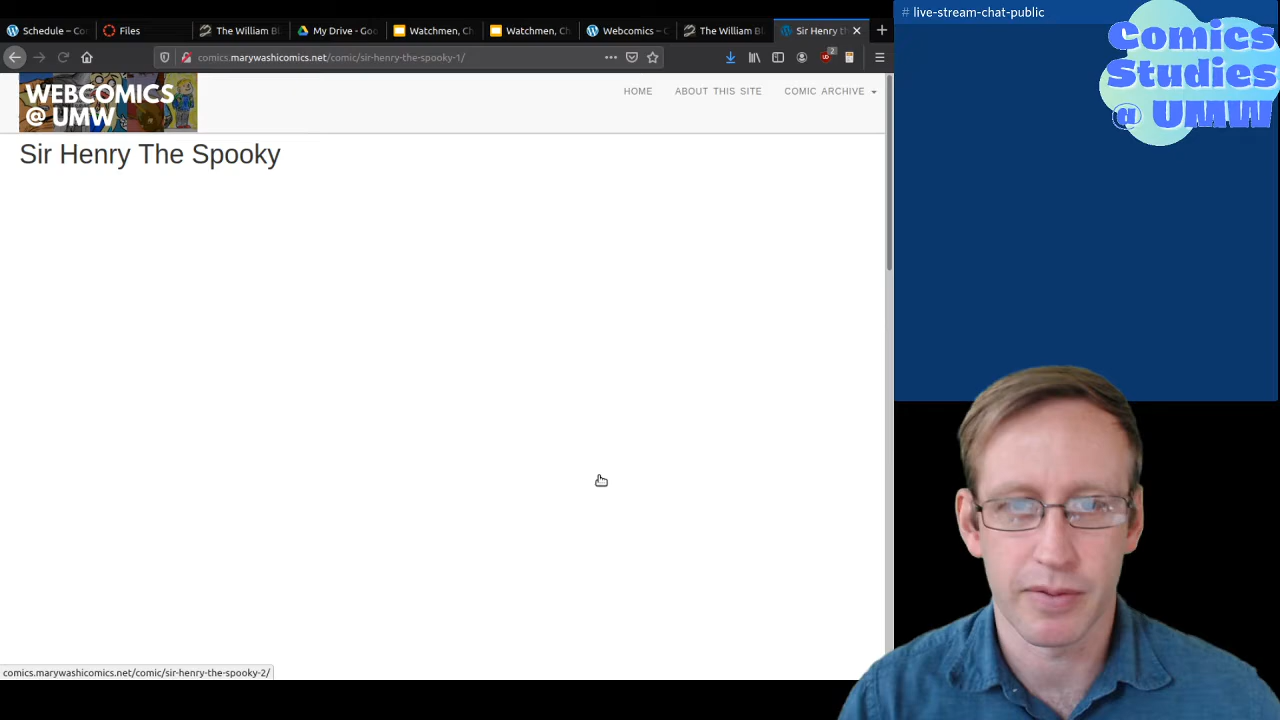 Schedule – Co
Files
The William Bl
My Drive - Goo
Watchmen, Ch
Watchmen, Ch
Webcomics – C
The William Bl
Sir Henry th
comics.marywashicomics.net/comic/sir-henry-the-spooky-1/
2
WEBCOMICS
@ UMW
HOME
ABOUT THIS SITE
COMIC ARCHIVE
Sir Henry The Spooky
comics.marywashicomics.net/comic/sir-henry-the-spooky-2/
# live-stream-chat-public
Comics
Studies
@ UMW